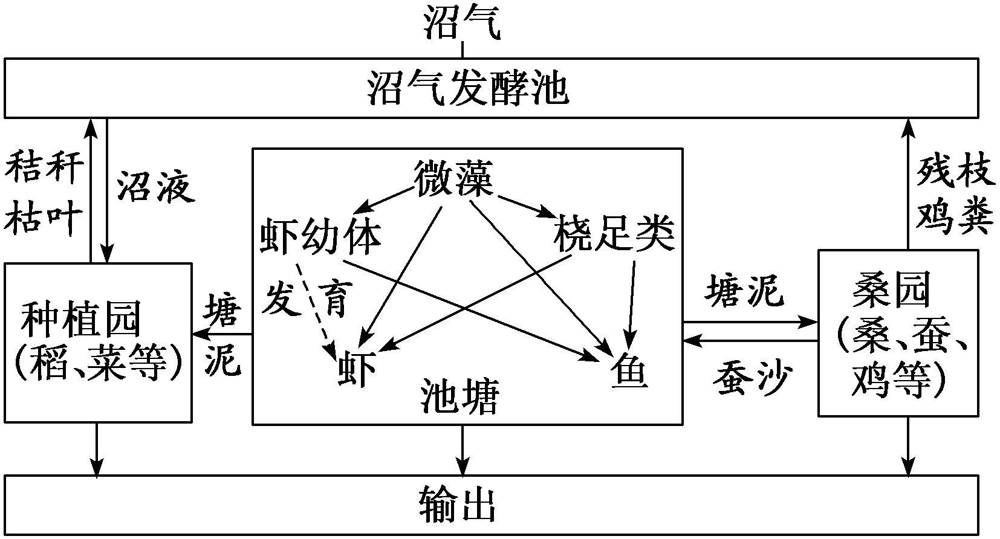 沼气
沼气发酵池
秸秆
枯叶
沼液
残枝
鸡粪
微藻
虾幼体
桡足类
发育
虾
鱼
池塘
种植园
(稻、菜等)
塘
泥
塘泥
蚕沙
桑园
(桑、蚕、
鸡等)
输出